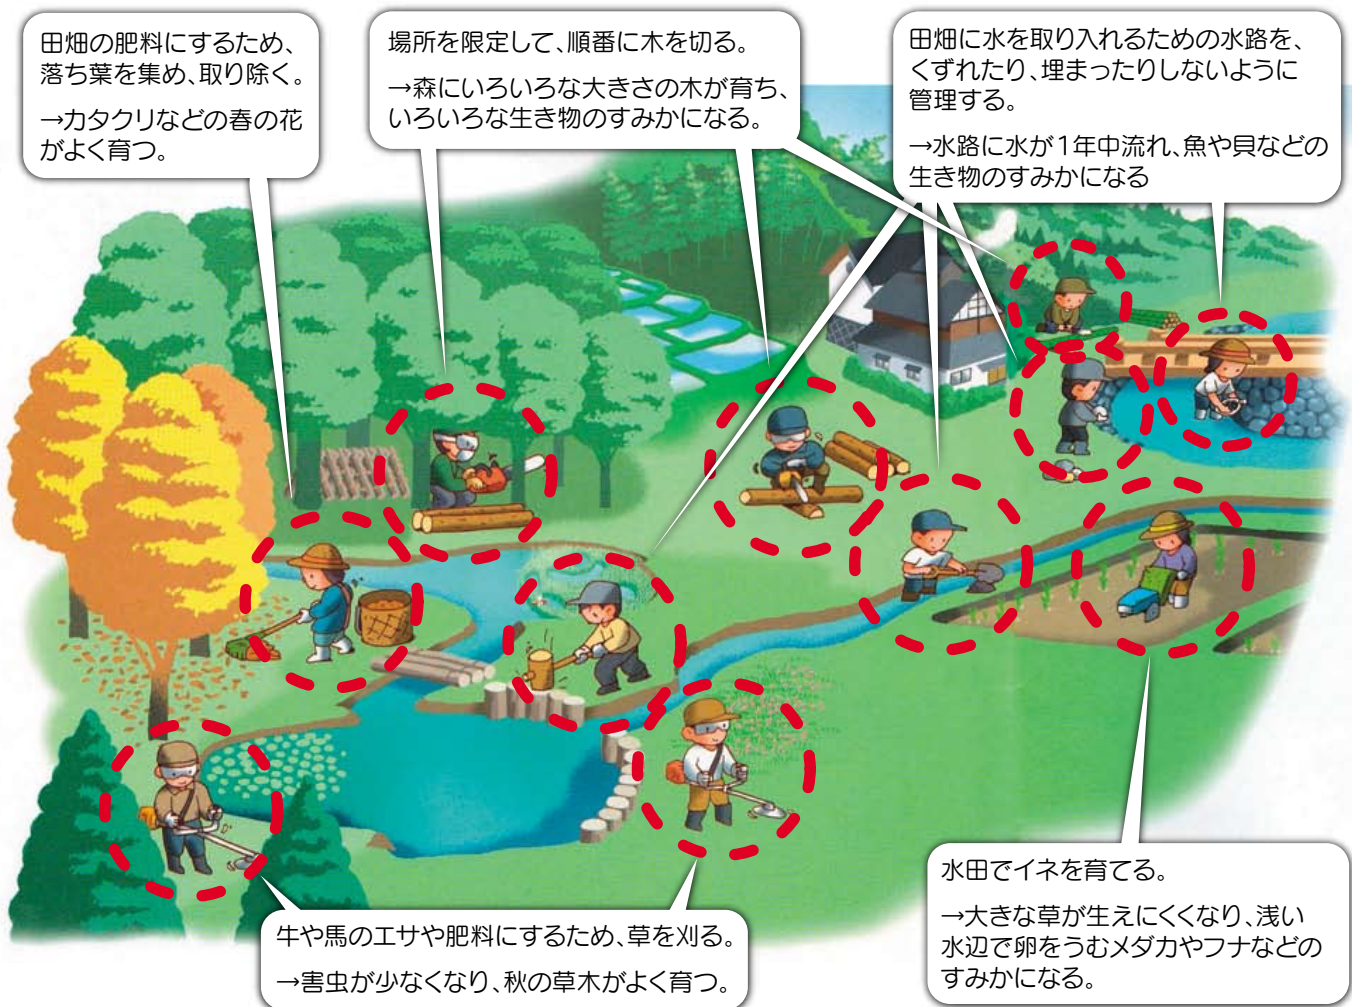 田畑の肥料にするため、
落ち葉を集め、取り除く。
→カタクリなどの春の花
がよく育つ。
場所を限定して、順番に木を切る。
→森にいろいろな大きさの木が育ち、
いろいろな生き物のすみかになる。
田畑に水を取り入れるための水路を、
くずれたり、埋まったりしないように
管理する。
→水路に水が1年中流れ、魚や貝などの
生き物のすみかになる
牛や馬のエサや肥料にするため、草を刈る。
→害虫が少なくなり、秋の草木がよく育つ。
水田でイネを育てる。
→大きな草が生えにくくなり、浅い
水辺で卵をうむメダカやフナなどの
すみかになる。